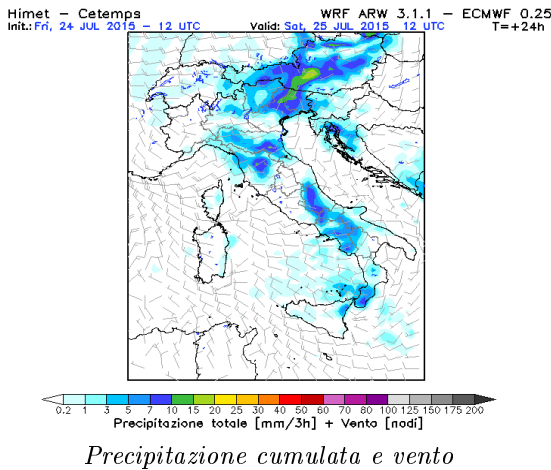 Himet – Cetemps WRF ARW 3.1.1 – ECMWF 0.25
Init.: Fri, 24 JUL 2015 – 12 UTC Valid: Sat, 25 JUL 2015 12 UTC T=+24h
0.2 1 3 5 7 10 15 20 25 30 40 50 60 70 80 100 125 150 175 200
Precipitazione totale [mm/3h] + Vento [nodi]
Precipitazione cumulata e vento